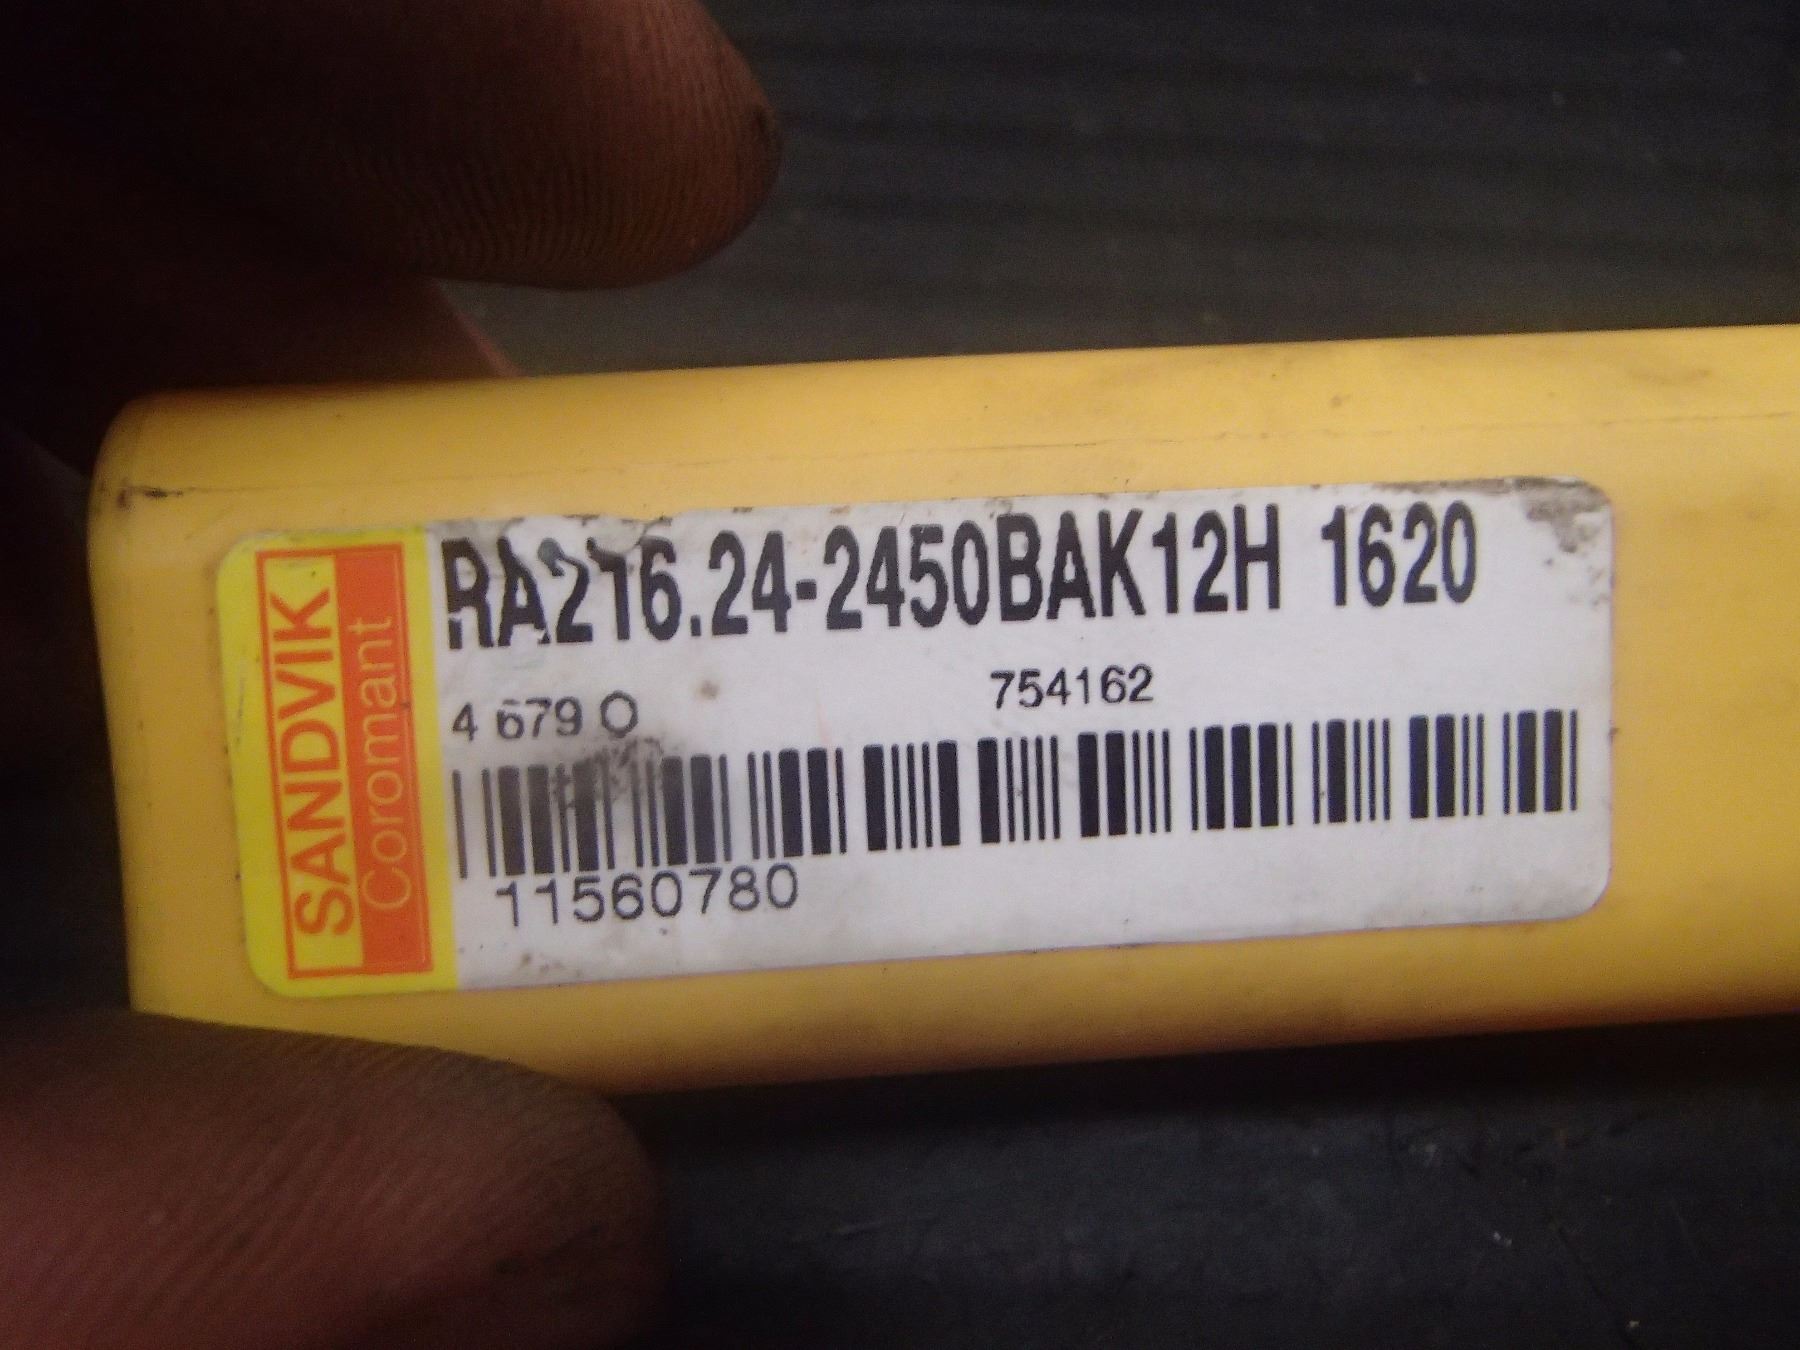 SANDVIK
Coromant
RA216.24-2450BAK12H 1620
4 679 O
754162
11560780